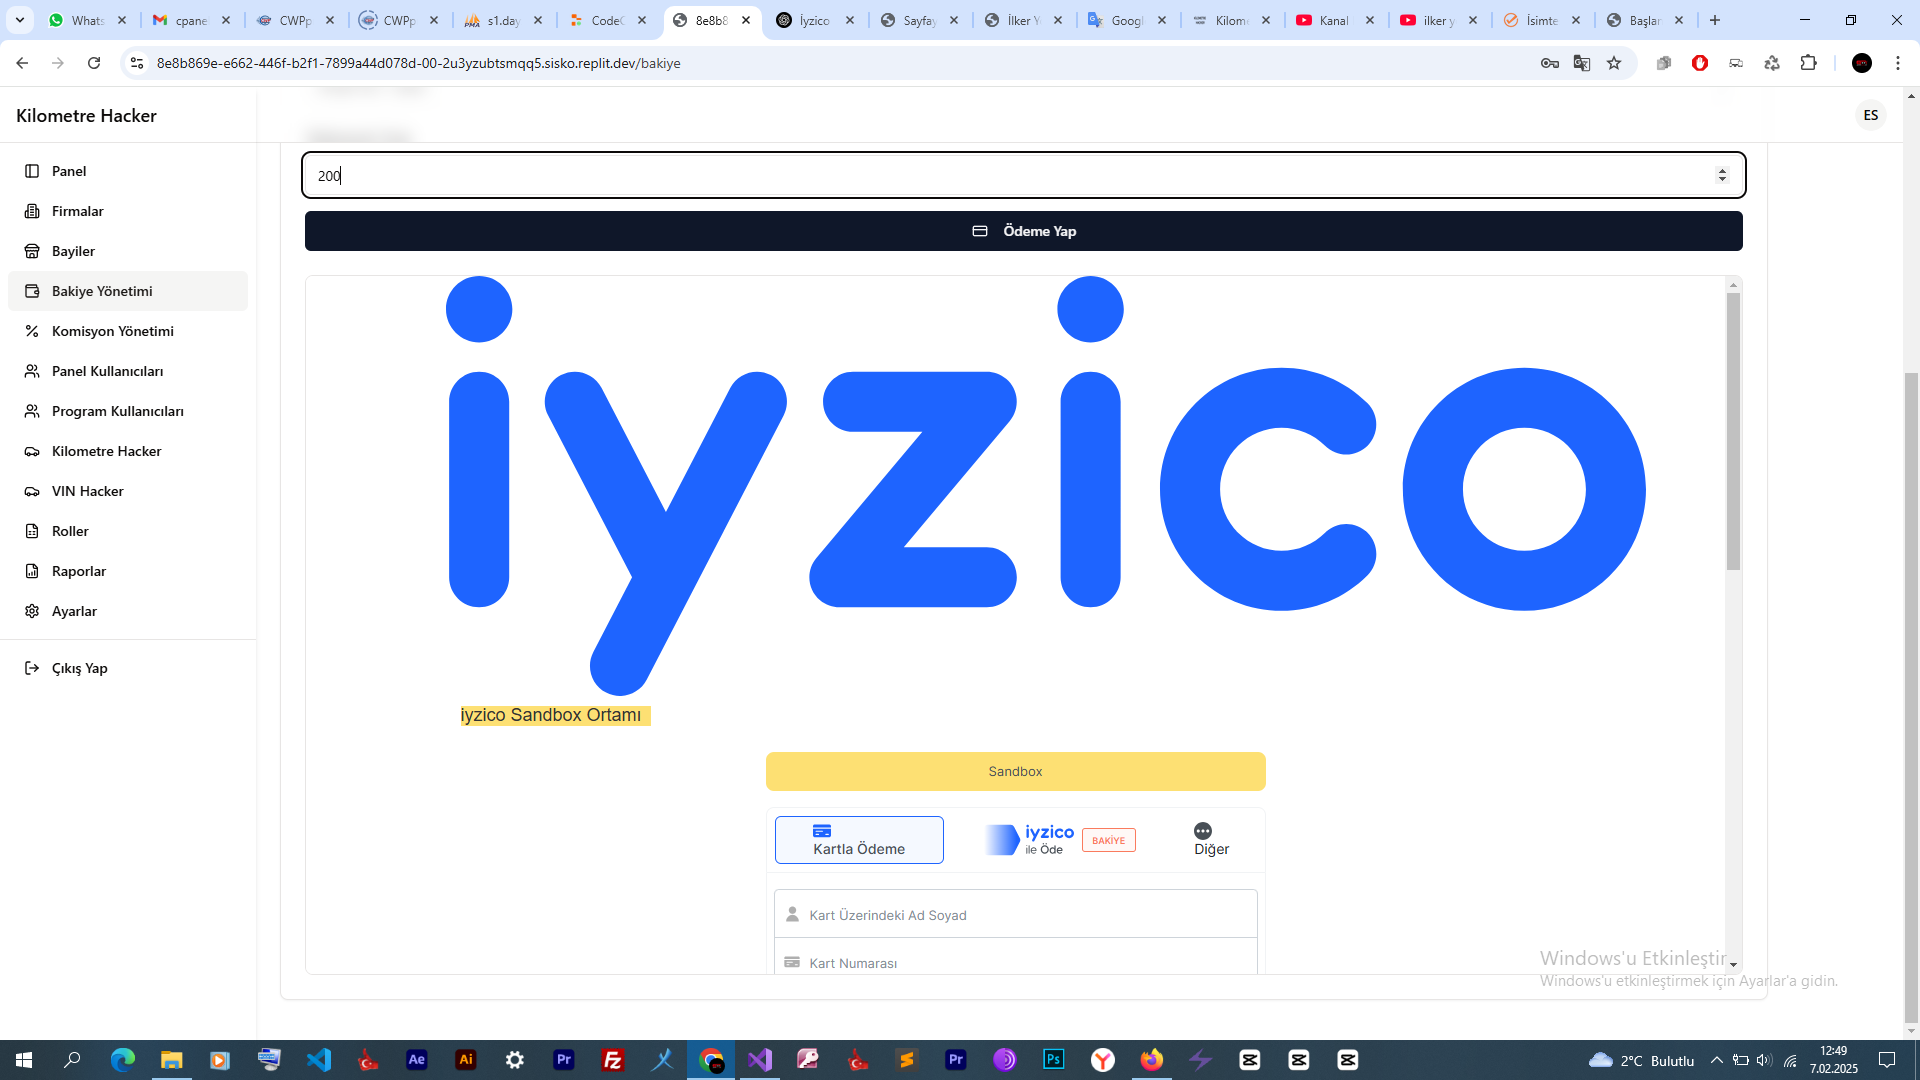 Whats
cpane
CWPp
CWPp
s1.day
CodeC
8e8b8
İyzico
Sayfay
İlker Y
Googl
Kilome
Kanal
ilker y
İsimte
Başlar
8e8b869e-e662-446f-b2f1-7899a44d078d-00-2u3yzubtsmqq5.sisko.replit.dev/bakiye
Kilometre Hacker
ES
Panel
Firmalar
Bayiler
Bakiye Yönetimi
Komisyon Yönetimi
Panel Kullanıcıları
Program Kullanıcıları
Kilometre Hacker
VIN Hacker
Roller
Raporlar
Ayarlar
Çıkış Yap
200
Ödeme Yap
iyzico
iyzico Sandbox Ortamı
Sandbox
Kartla Ödeme
iyzico
ile Öde
BAKİYE
Diğer
Kart Üzerindeki Ad Soyad
Kart Numarası
Windows'u Etkinleştir
Windows'u etkinleştirmek için Ayarlar'a gidin.
2°C Bulutlu
12:49
7.02.2025